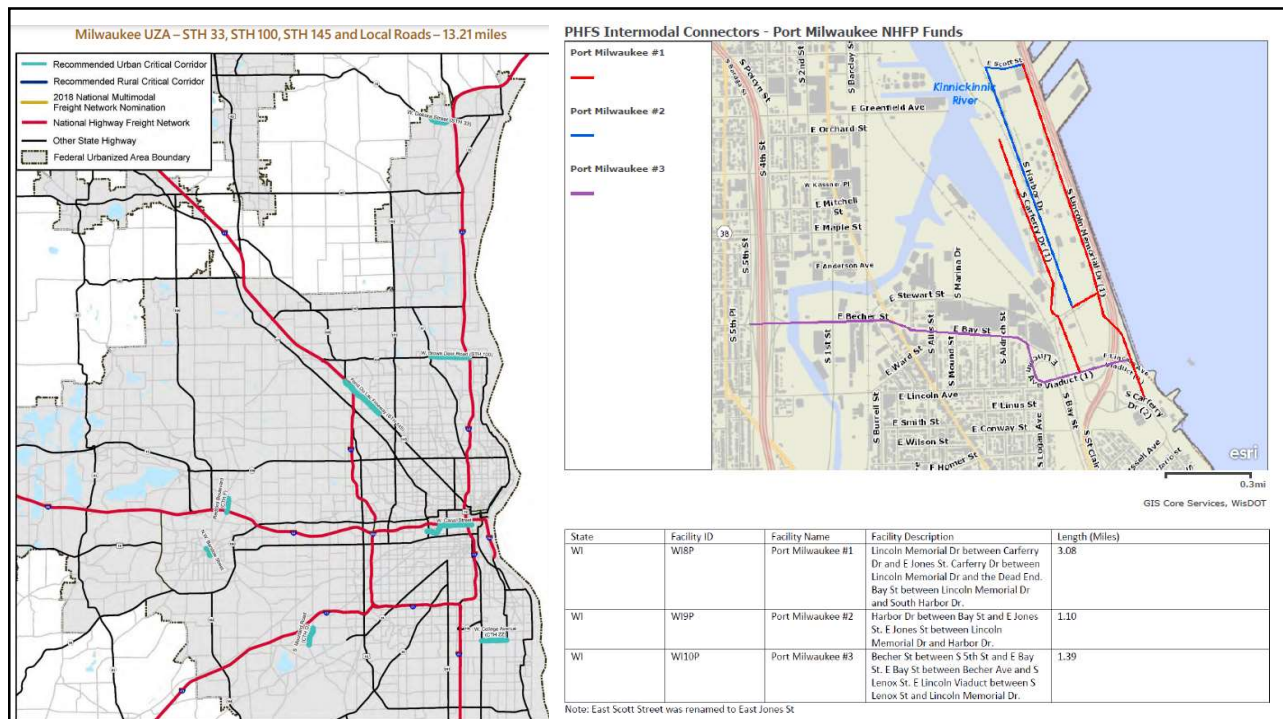 Milwaukee UZA – STH 33, STH 100, STH 145 and Local Roads – 13.21 miles
Recommended Urban Critical Corridor
Recommended Rural Critical Corridor
2018 National Multimodal
Freight Network Nomination
National Highway Freight Network
Other State Highway
Federal Urbanized Area Boundary
W. Brown Deer Road (STH 100)
W. Canal Street
W. College Avenue
(CTH ZZ)
PHFS Intermodal Connectors - Port Milwaukee NHFP Funds
Port Milwaukee #1
Port Milwaukee #2
Port Milwaukee #3
S 2nd St
S Barclay St
S 4th St
E Greenfield Ave
E Orchard St
Kinnickinnic
River
E Scott St
W Kassner Pl
E Mitchell
St
E Maple St
38
S 5th St
E Anderson Ave
S Marina Dr
S Harbor Dr
S Carferry Dr (1)
S Lincoln Memorial Dr (1)
E Stewart St
S 5th Pl
E Becher St
S 1st St
S Allis St
E Bay St
S Aldrich St
E Ward St
S Mound St
E Lincoln Ave
Viaduct (1)
S Burrell St
E Lincoln Ave
E Linus St
S Bay St
S Carferry
Dr (2)
E Smith St
E Conway St
E Wilson St
S Logan Ave
E Homer St
S St Clair
esri
0.3mi
GIS Core Services, WisDOT
State Facility ID Facility Name Facility Description Length (Miles)
WI WI8P Port Milwaukee #1 Lincoln Memorial Dr between Carferry 3.08
Dr and E Jones St. Carferry Dr between
Lincoln Memorial Dr and the Dead End.
Bay St between Lincoln Memorial Dr
and South Harbor Dr.
WI WI9P Port Milwaukee #2 Harbor Dr between Bay St and E Jones 1.10
St. E Jones St between Lincoln
Memorial Dr and Harbor Dr.
WI WI10P Port Milwaukee #3 Becher St between S 5th St and E Bay 1.39
St. E Bay St between Becher Ave and S
Lenox St. E Lincoln Viaduct between S
Lenox St and Lincoln Memorial Dr.
Note: East Scott Street was renamed to East Jones St